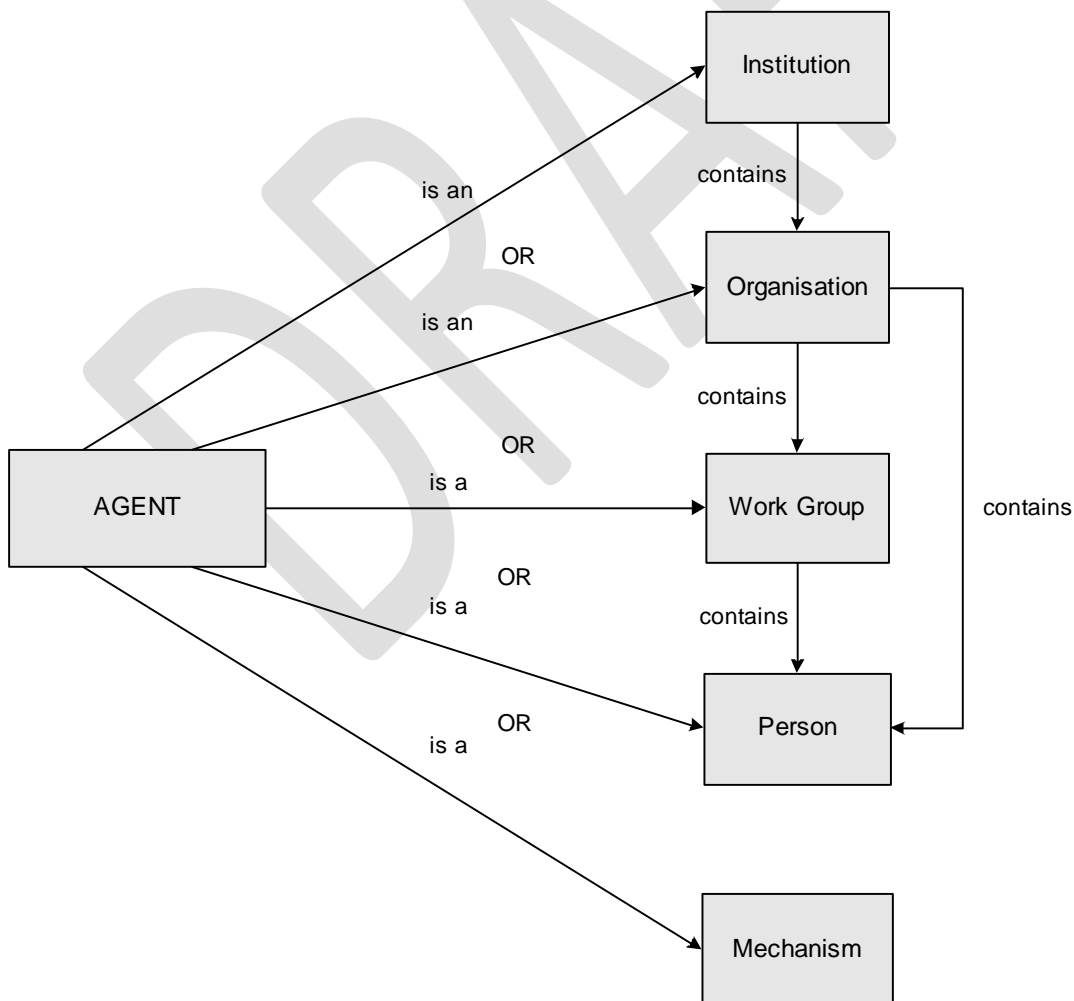 Institution
contains
is an
OR
Organisation
is an
contains
OR
is a
AGENT
Work Group
contains
OR
is a
contains
Person
OR
is a
Mechanism
DRA